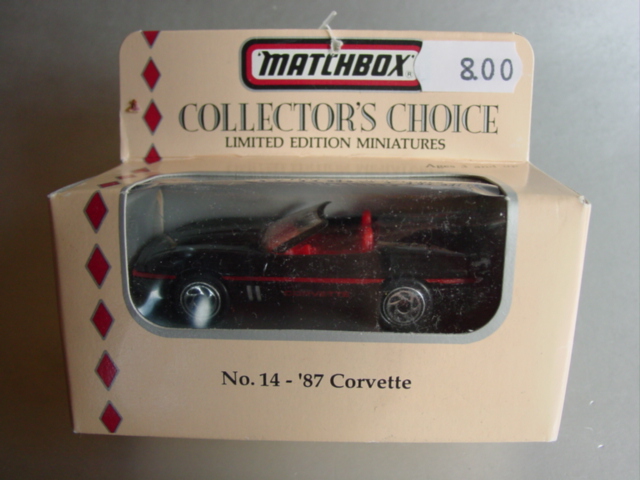 MATCHBOX
8.00
COLLECTOR'S CHOICE
LIMITED EDITION MINIATURES
No. 14 - '87 Corvette